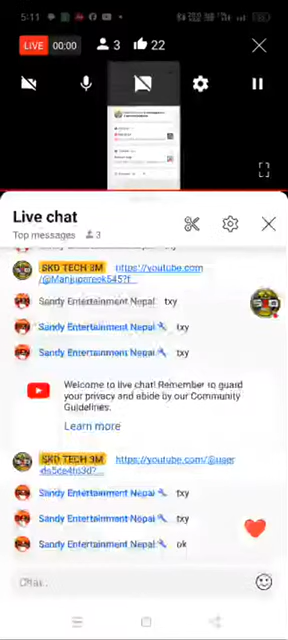 5:11
LIVE 00:00 3 22
Live chat
Top messages 3
SKD TECH 3M https://youtube.com
/@Manjupareek545?f...
Sandy Entertainment Nepal txy
Sandy Entertainment Nepal txy
Sandy Entertainment Nepal txy
Welcome to live chat! Remember to guard
your privacy and abide by our Community
Guidelines.
Learn more
SKD TECH 3M https://youtube.com/@user
Sandy Entertainment Nepal txy
Sandy Entertainment Nepal txy
Sandy Entertainment Nepal ok
Chat...